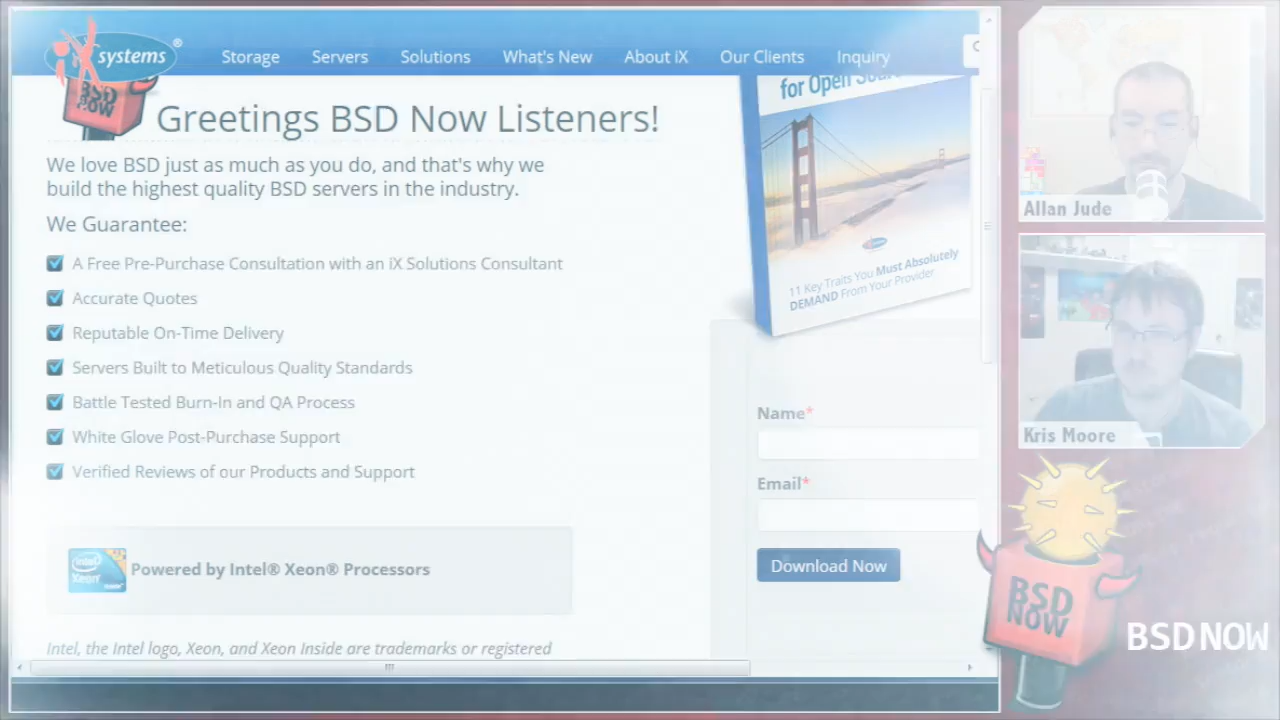 iX systems®
Storage
Servers
Solutions
What's New
About iX
Our Clients
Inquiry
BSD
NOW
Greetings BSD Now Listeners!
We love BSD just as much as you do, and that's why we
build the highest quality BSD servers in the industry.
We Guarantee:
A Free Pre-Purchase Consultation with an iX Solutions Consultant
Accurate Quotes
Reputable On-Time Delivery
Servers Built to Meticulous Quality Standards
Battle Tested Burn-In and QA Process
White Glove Post-Purchase Support
Verified Reviews of our Products and Support
intel
Xeon
Powered by Intel® Xeon® Processors
Intel, the Intel logo, Xeon, and Xeon Inside are trademarks or registered
for Open
11 Key Traits You Must Absolutely
DEMAND From Your Provider
Name*
Email*
Download Now
Allan Jude
Kris Moore
BSD
NOW
BSD NOW